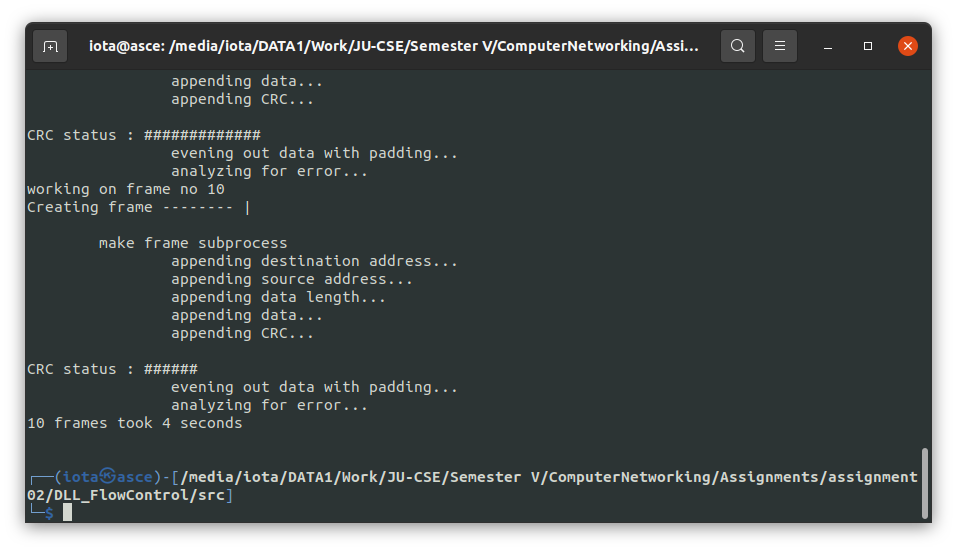 iota@asce: /media/iota/DATA1/Work/JU-CSE/Semester V/ComputerNetworking/Assi...
appending data...
appending CRC...
CRC status : #############
evening out data with padding...
analyzing for error...
working on frame no 10
Creating frame -------- |
make frame subprocess
appending destination address...
appending source address...
appending data length...
appending data...
appending CRC...
CRC status : ######
evening out data with padding...
analyzing for error...
10 frames took 4 seconds
┌──(iota㉿asce)-[/media/iota/DATA1/Work/JU-CSE/Semester V/ComputerNetworking/Assignments/assignment
02/DLL_FlowControl/src]
└─$